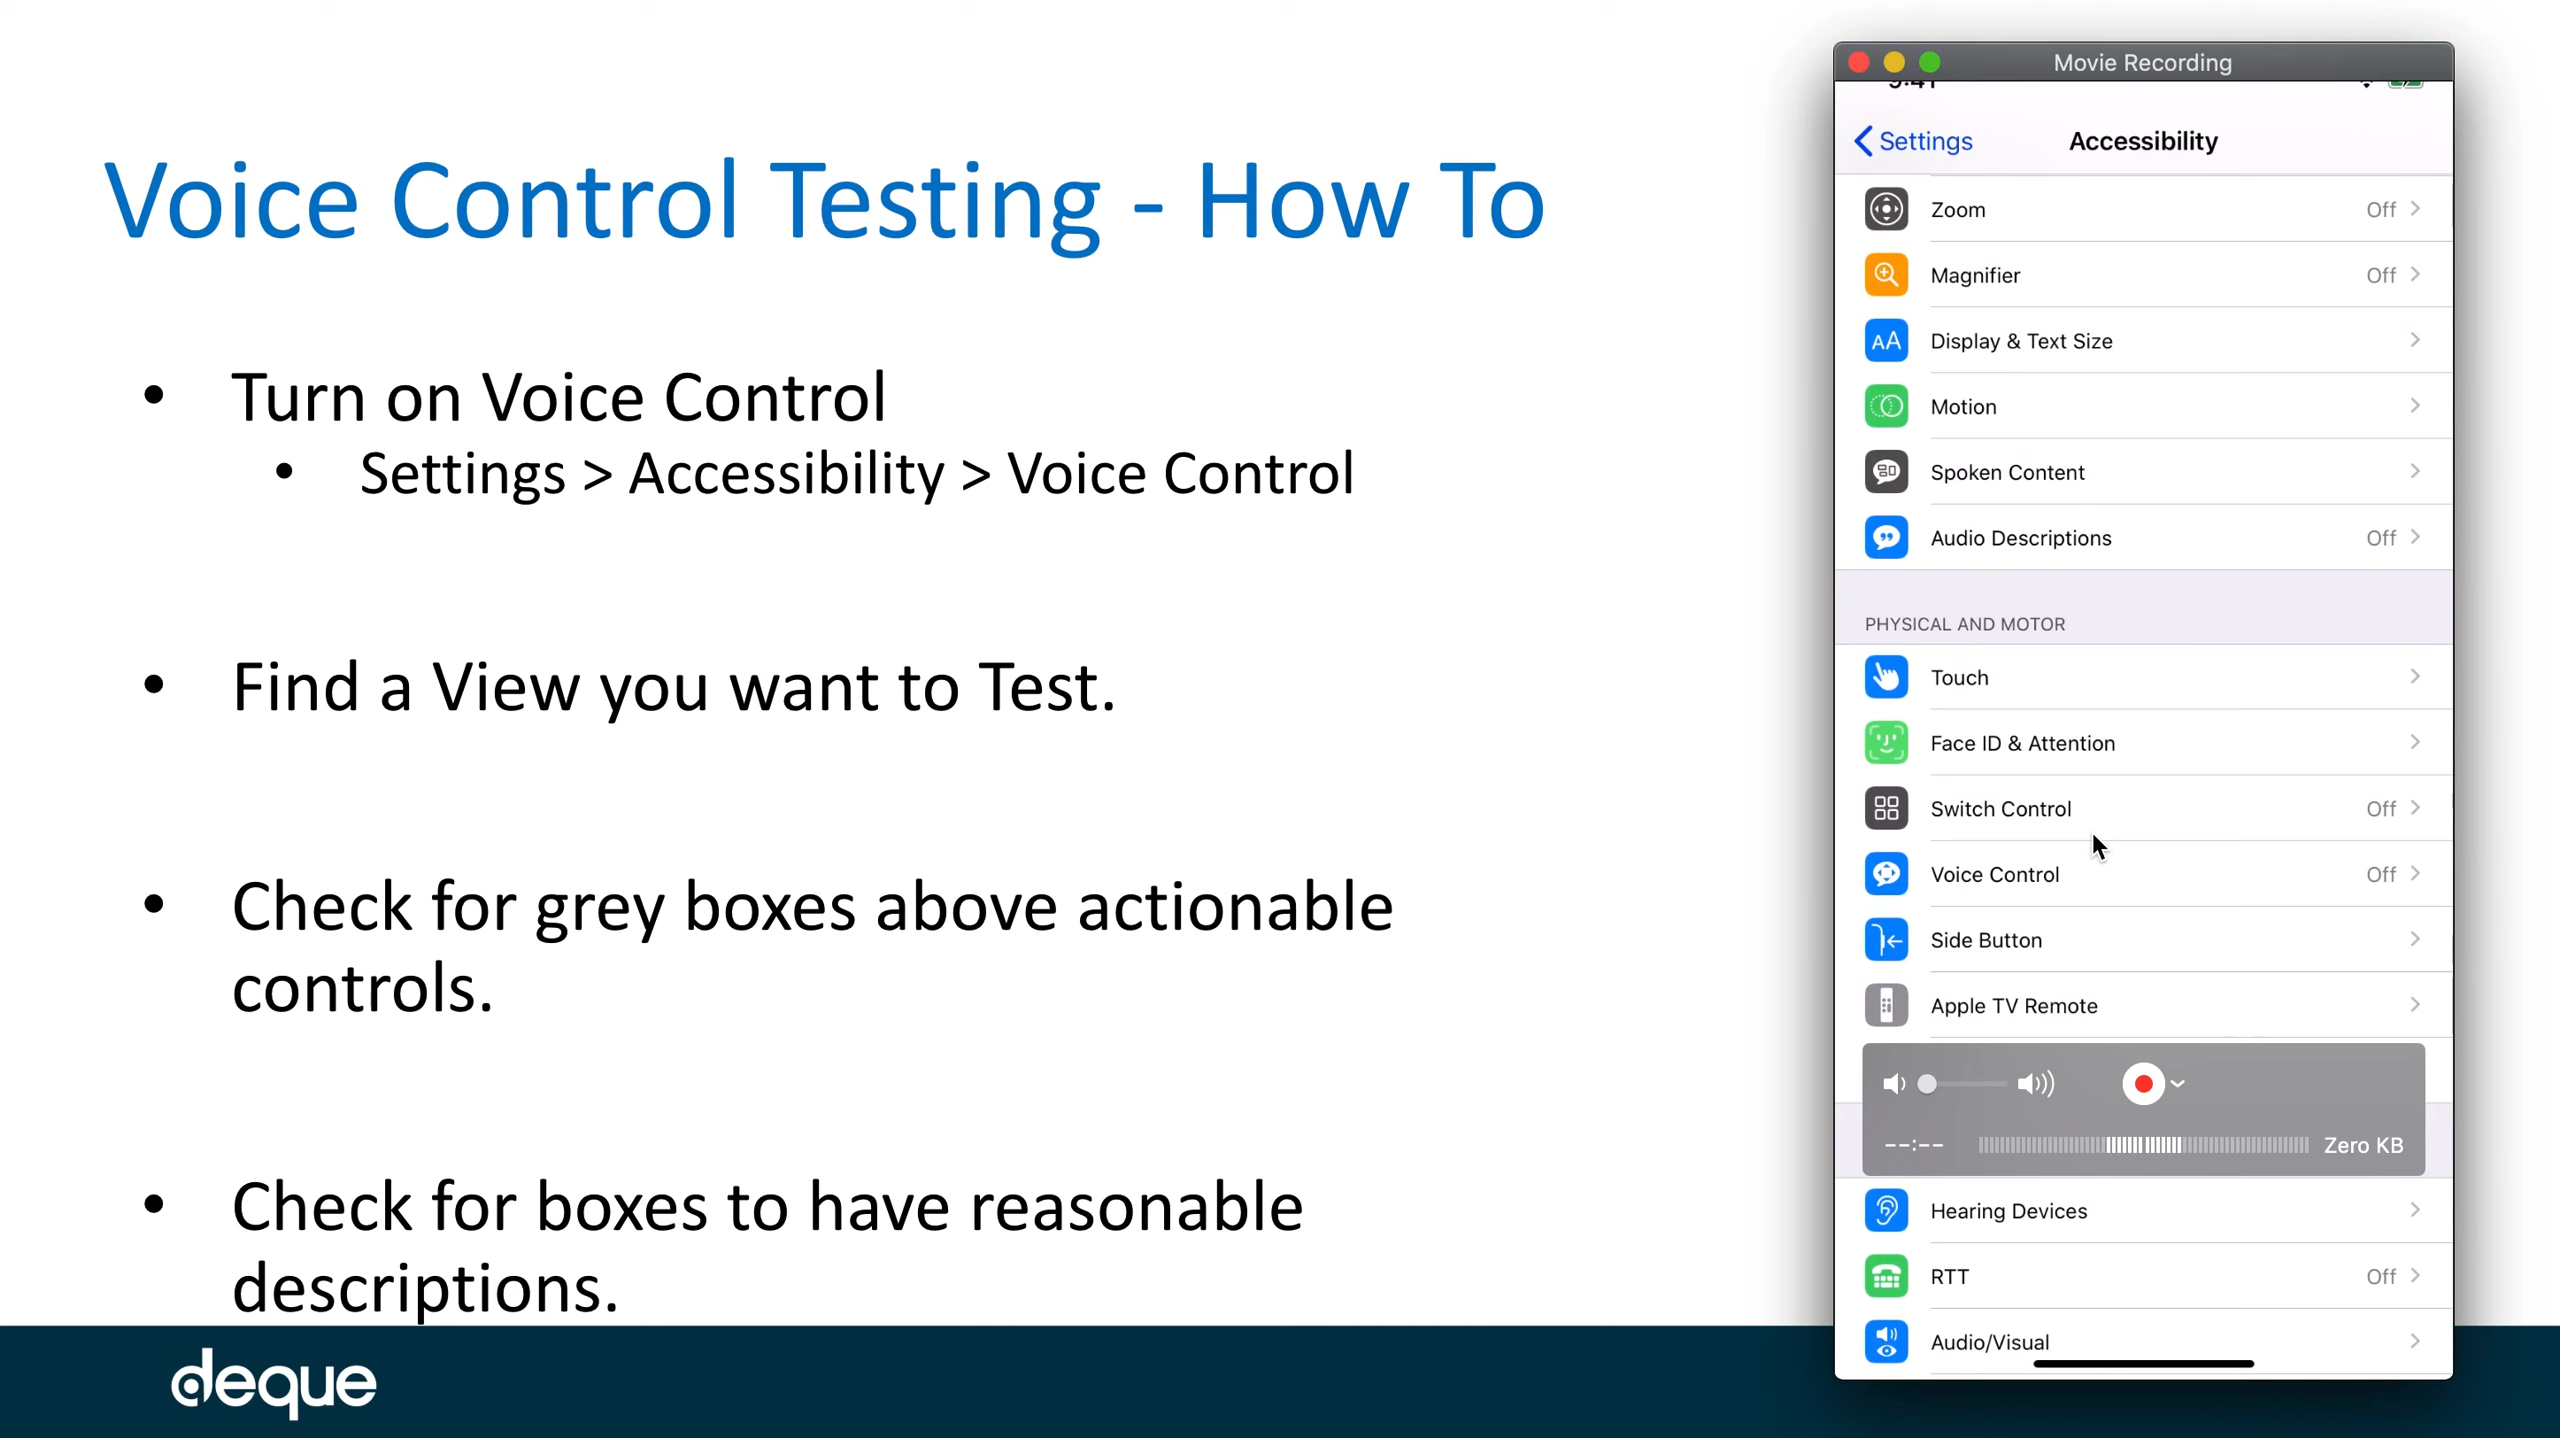 Voice Control Testing - How To
• Turn on Voice Control
• Settings > Accessibility > Voice Control
• Find a View you want to Test.
• Check for grey boxes above actionable
controls.
• Check for boxes to have reasonable
descriptions.
deque
Movie Recording
9:41
Settings
Accessibility
Zoom Off
Magnifier Off
AA Display & Text Size
Motion
Spoken Content
Audio Descriptions Off
PHYSICAL AND MOTOR
Touch
Face ID & Attention
Switch Control Off
Voice Control Off
Side Button
Apple TV Remote
--:-- Zero KB
Hearing Devices
RTT Off
Audio/Visual